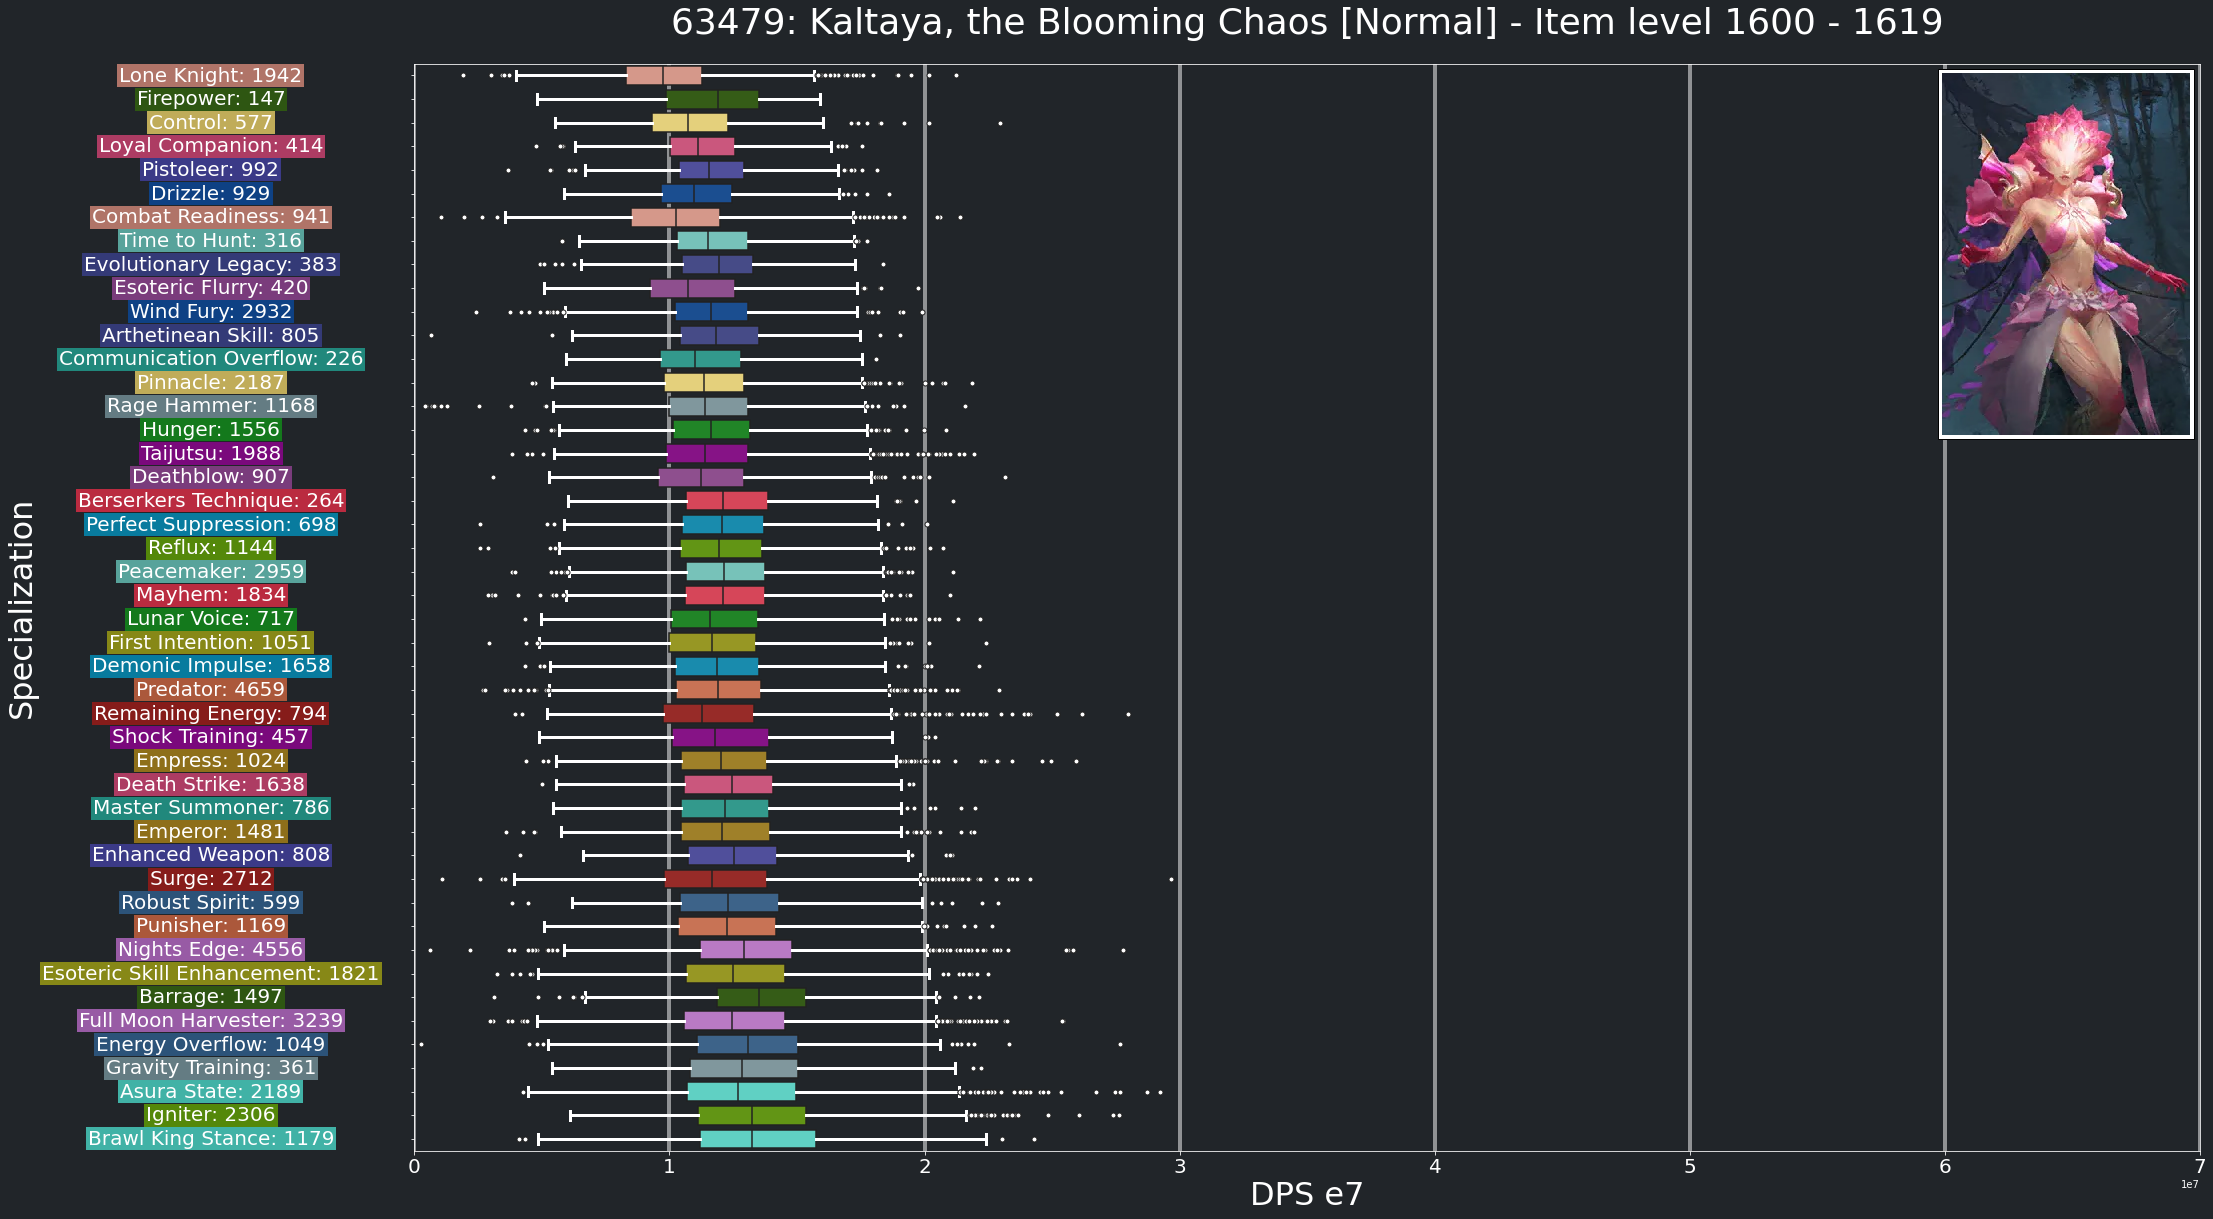 63479: Kaltaya, the Blooming Chaos [Normal] - Item level 1600 - 1619
Specialization
Lone Knight: 1942
Firepower: 147
Control: 577
Loyal Companion: 414
Pistoleer: 992
Drizzle: 929
Combat Readiness: 941
Time to Hunt: 316
Evolutionary Legacy: 383
Esoteric Flurry: 420
Wind Fury: 2932
Arthetinean Skill: 805
Communication Overflow: 226
Pinnacle: 2187
Rage Hammer: 1168
Hunger: 1556
Taijutsu: 1988
Deathblow: 907
Berserkers Technique: 264
Perfect Suppression: 698
Reflux: 1144
Peacemaker: 2959
Mayhem: 1834
Lunar Voice: 717
First Intention: 1051
Demonic Impulse: 1658
Predator: 4659
Remaining Energy: 794
Shock Training: 457
Empress: 1024
Death Strike: 1638
Master Summoner: 786
Emperor: 1481
Enhanced Weapon: 808
Surge: 2712
Robust Spirit: 599
Punisher: 1169
Nights Edge: 4556
Esoteric Skill Enhancement: 1821
Barrage: 1497
Full Moon Harvester: 3239
Energy Overflow: 1049
Gravity Training: 361
Asura State: 2189
Igniter: 2306
Brawl King Stance: 1179
0 1 2 3 4 5 6 7
1e7
DPS e7